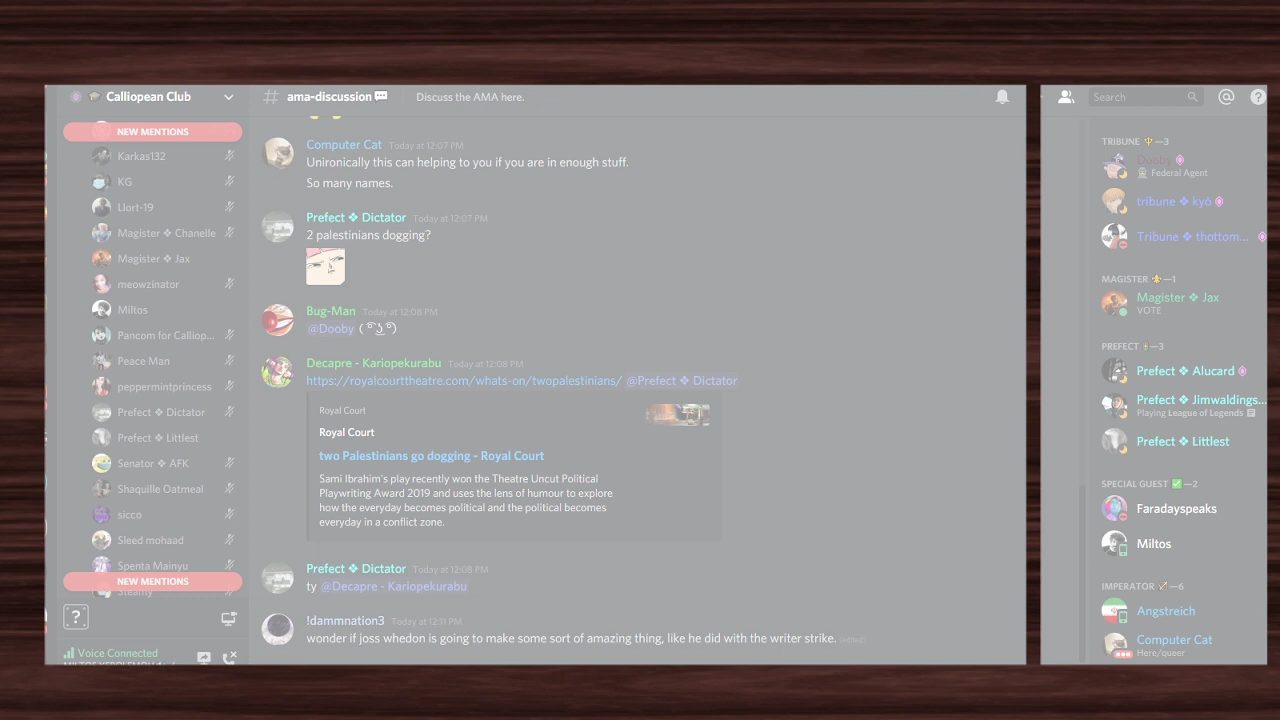 Calliopean Club
NEW MENTIONS
Karkas132
KG
Llort-19
Magister ❖ Chanelle
Magister ❖ Jax
meowzinator
Miltos
Pancom for Calliop...
Peace Man
peppermintprincess
Prefect ❖ Dictator
Prefect ❖ Littlest
Senator ❖ AFK
Shaquille Oatmeal
sicco
Sleed mohaad
Spenta Mainyu
NEW MENTIONS
Steamy
?
Voice Connected
# ama-discussion Discuss the AMA here.
Computer Cat Today at 12:07 PM
Unironically this can helping to you if you are in enough stuff.
So many names.
Prefect ❖ Dictator Today at 12:07 PM
2 palestinians dogging?
Bug-Man Today at 12:08 PM
@Dooby ( ͡° ͜ʖ ͡°)
Decapre - Kariopekurabu Today at 12:08 PM
https://royalcourttheatre.com/whats-on/twopalestinians/ @Prefect ❖ Dictator
Royal Court
Royal Court
two Palestinians go dogging - Royal Court
Sami Ibrahim's play recently won the Theatre Uncut Political
Playwriting Award 2019 and uses the lens of humour to explore
how the everyday becomes political and the political becomes
everyday in a conflict zone.
Prefect ❖ Dictator Today at 12:08 PM
ty @Decapre - Kariopekurabu
!dammnation3 Today at 12:11 PM
wonder if joss whedon is going to make some sort of amazing thing, like he did with the writer strike. (edited)
Search @ ?
TRIBUNE —3
Dooby
Federal Agent
tribune ❖ kyō
Tribune ❖ thottom...
MAGISTER —1
Magister ❖ Jax
VOTE
PREFECT —3
Prefect ❖ Alucard
Prefect ❖ Jimwaldings...
Playing League of Legends
Prefect ❖ Littlest
SPECIAL GUEST ✅—2
Faradayspeaks
Miltos
IMPERATOR —6
Angstreich
Computer Cat
Here/queer